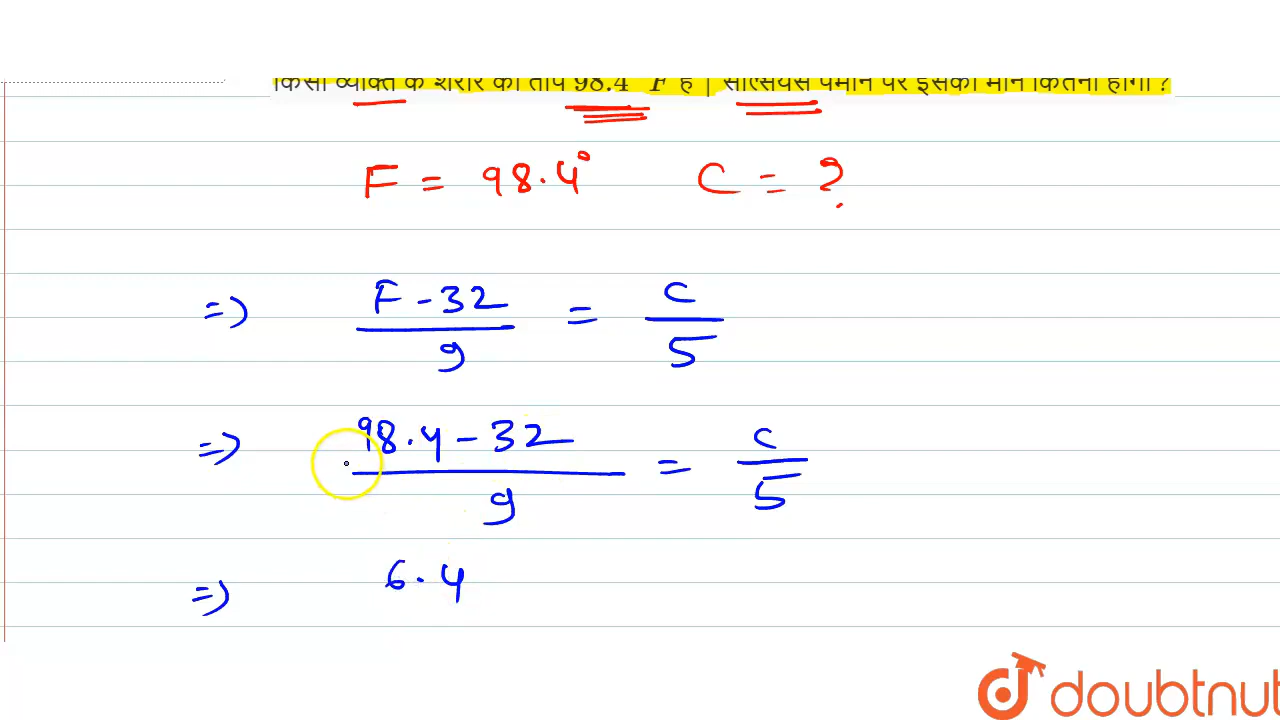 किसी व्यक्ति के शरीर का ताप 98.4 F है | सेल्सियस पैमाने पर इसका मान कितना होगा ?
F = 98.4° C = ?
=> F - 32 = C
9 5
=> 98.4 - 32 = C
9 5
=> 6.4
doubtnut